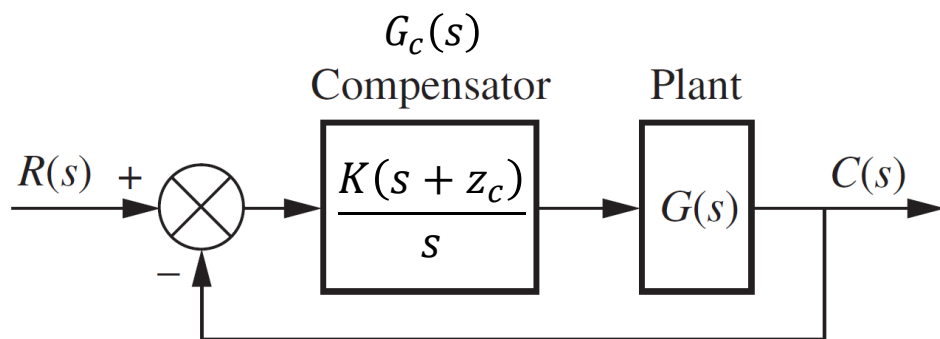 G_c(s)
Compensator
Plant
R(s)
+
K(s + z_c)
s
G(s)
C(s)
−